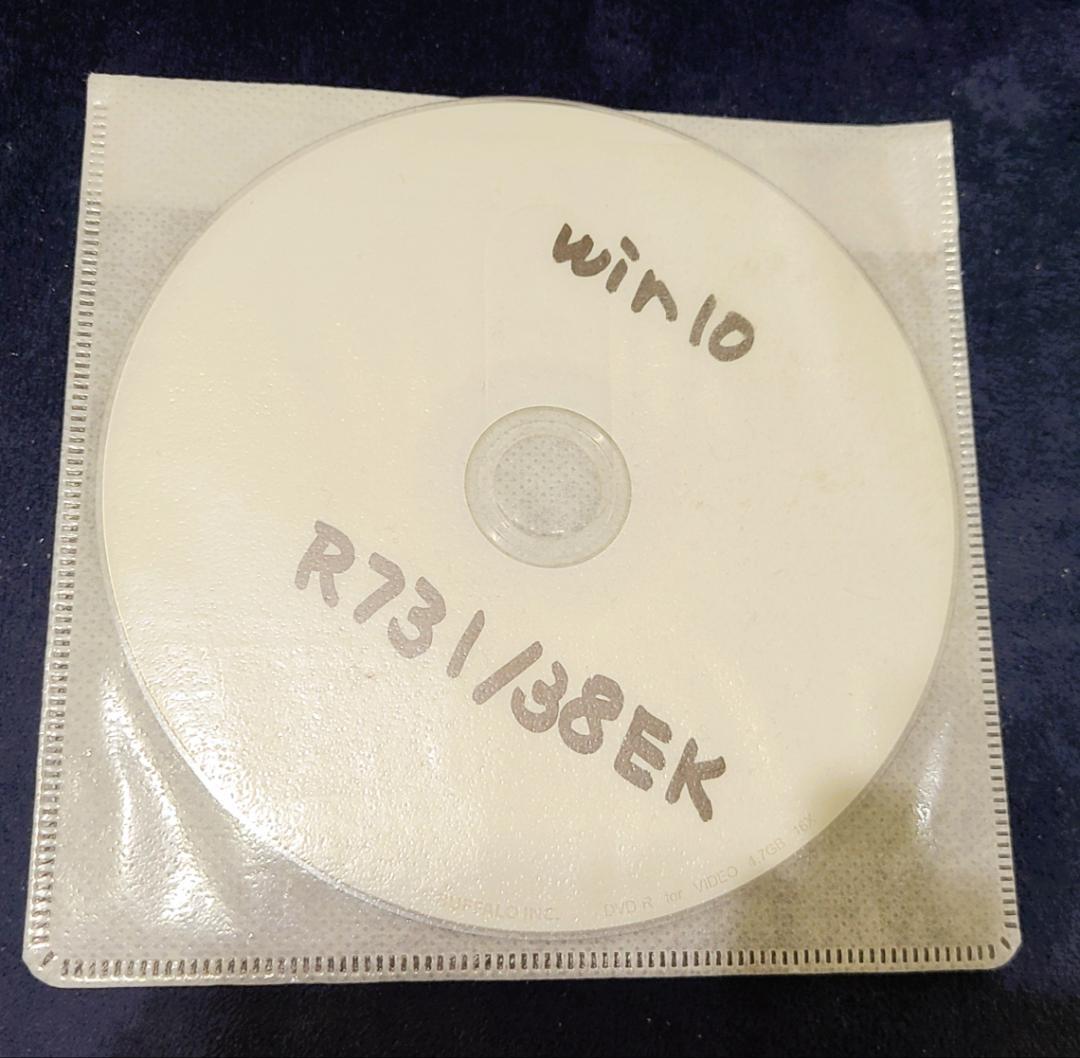 win10
R731/38EK
BUFFALO INC. DVD-R for VIDEO 4.7GB 16X